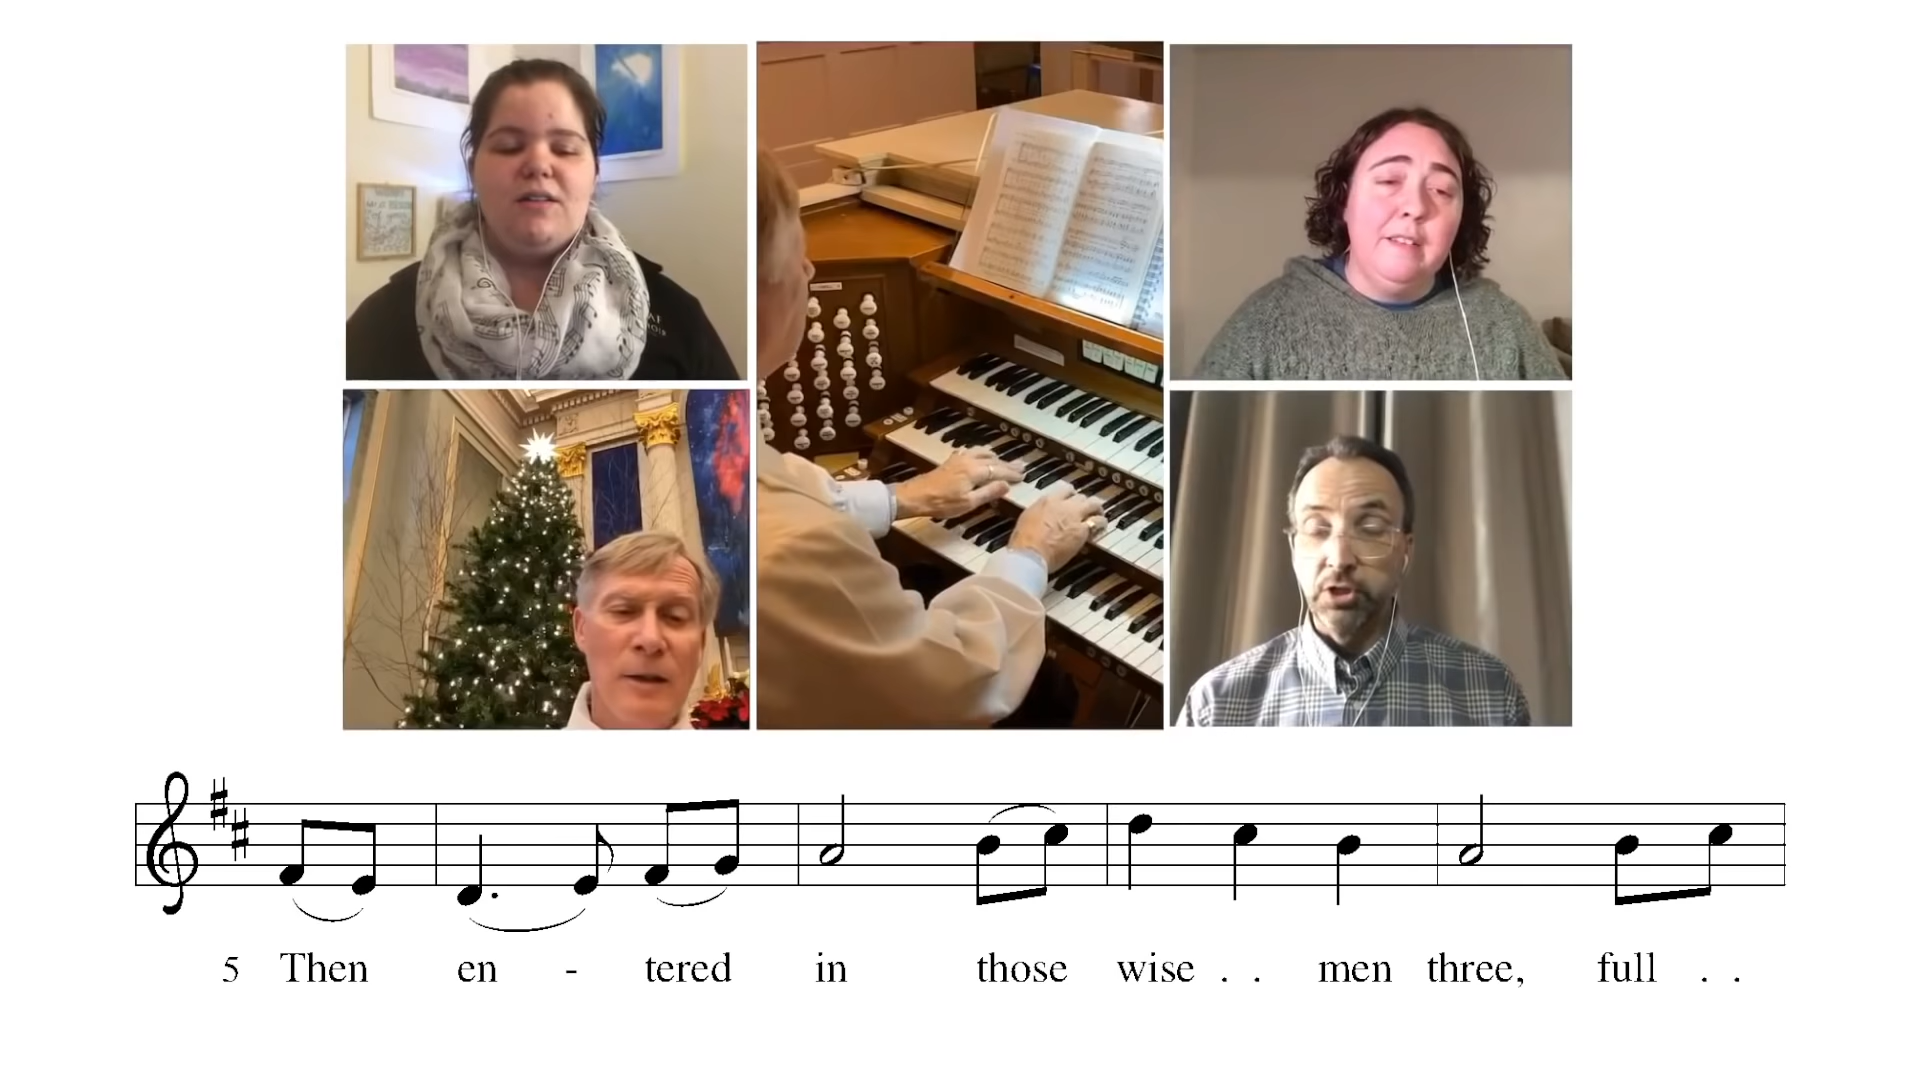 5 Then en - tered in those wise . . men three, full . .